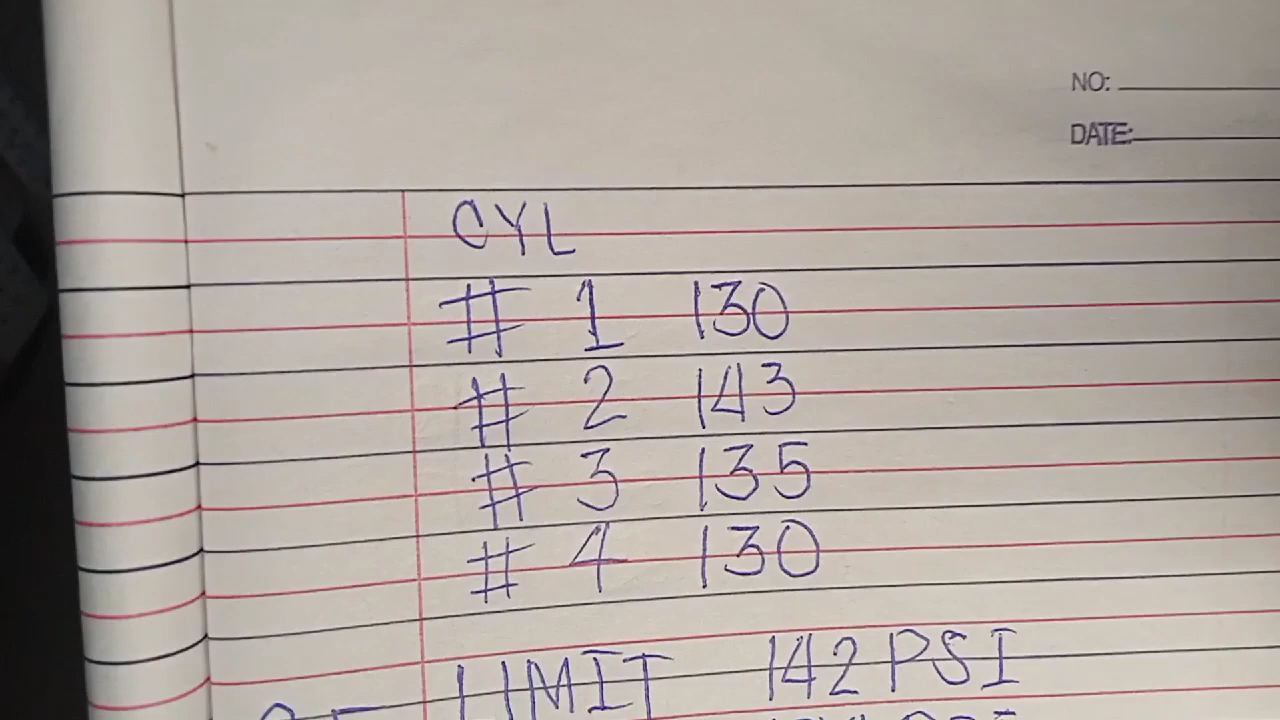 NO:
DATE:
CYL
# 1 130
# 2 143
# 3 135
# 4 130
LIMIT 142 PSI